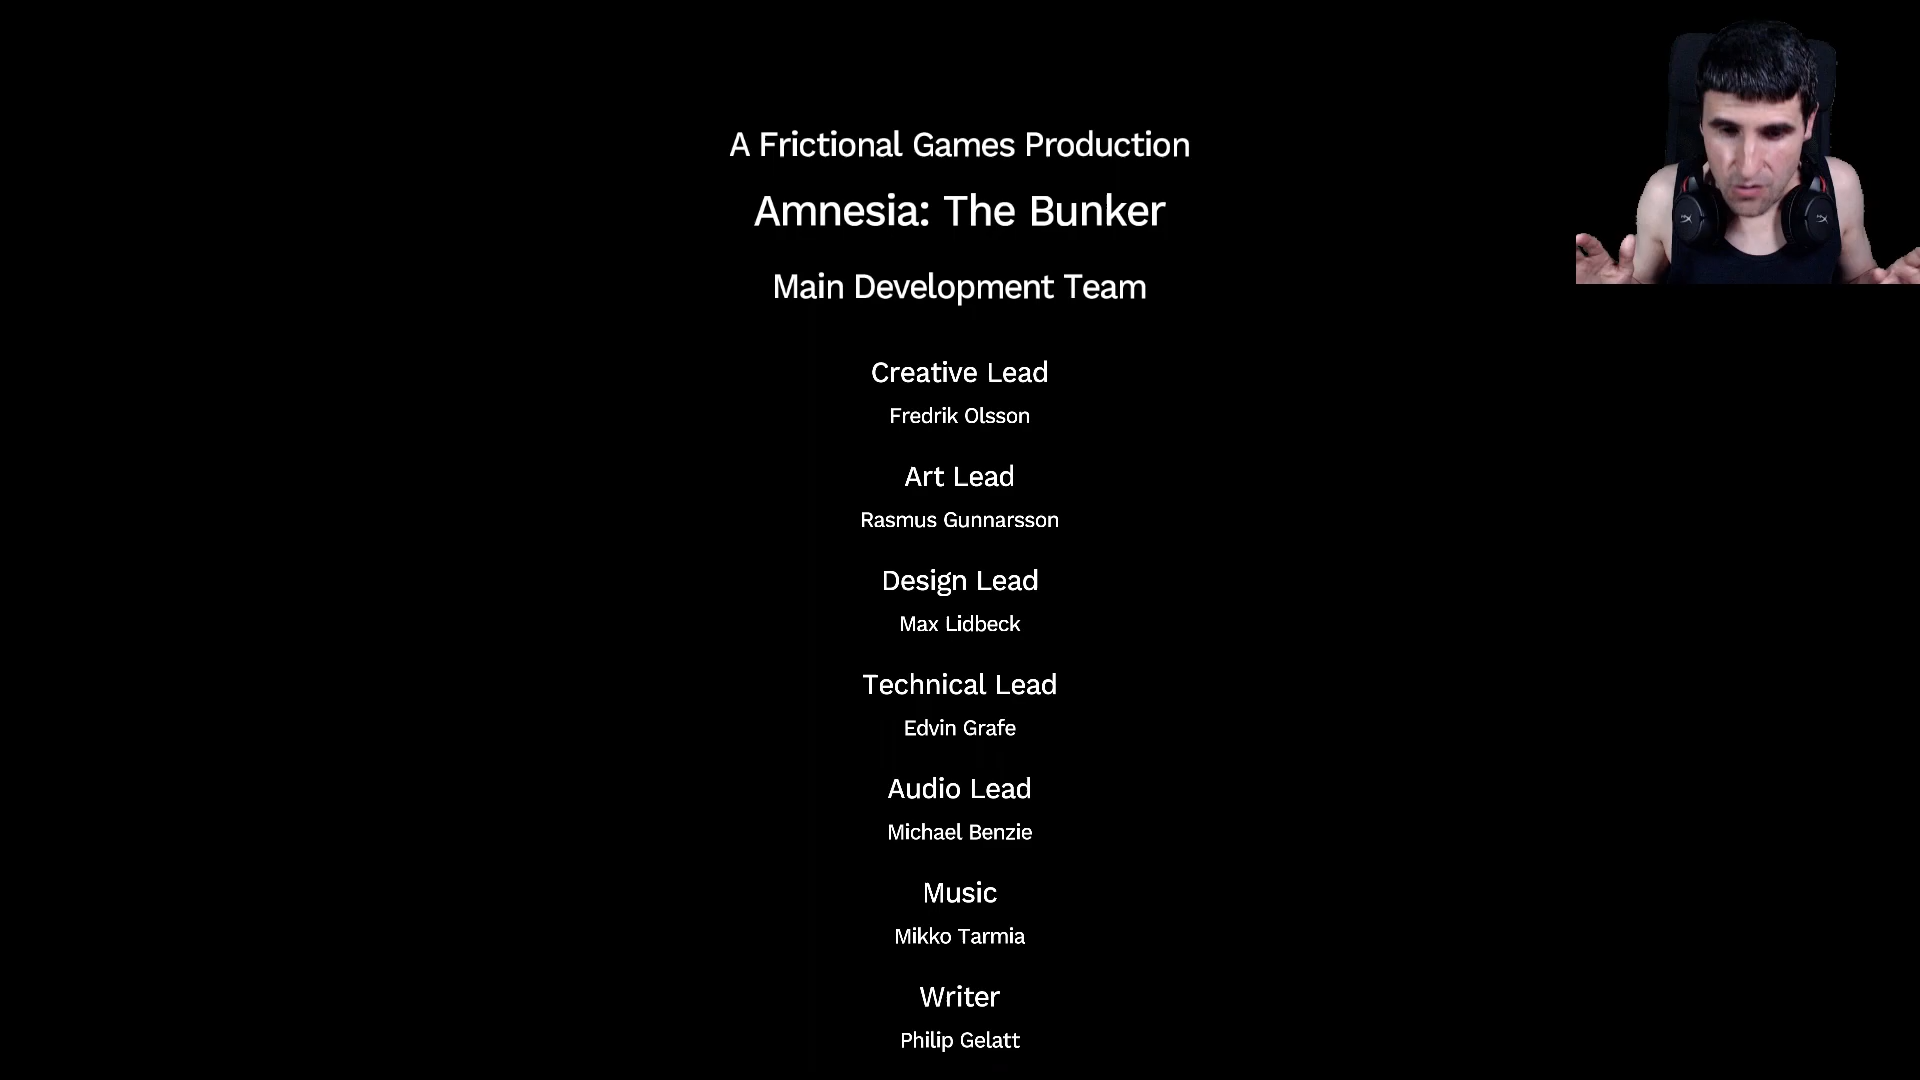 A Frictional Games Production
Amnesia: The Bunker
Main Development Team
Creative Lead
Fredrik Olsson
Art Lead
Rasmus Gunnarsson
Design Lead
Max Lidbeck
Technical Lead
Edvin Grafe
Audio Lead
Michael Benzie
Music
Mikko Tarmia
Writer
Philip Gelatt